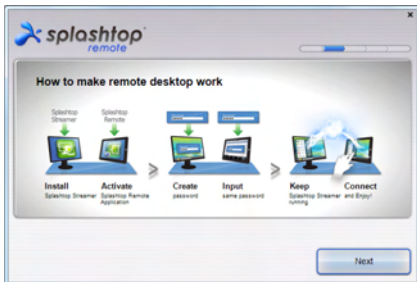 splashtop
remote
How to make remote desktop work
Splashtop Streamer
Splashtop Remote
Install
Splashtop Streamer
Activate
Splashtop Remote Application
Create
password
Input
same password
Keep
Splashtop Streamer running
Connect
and Enjoy!
Next